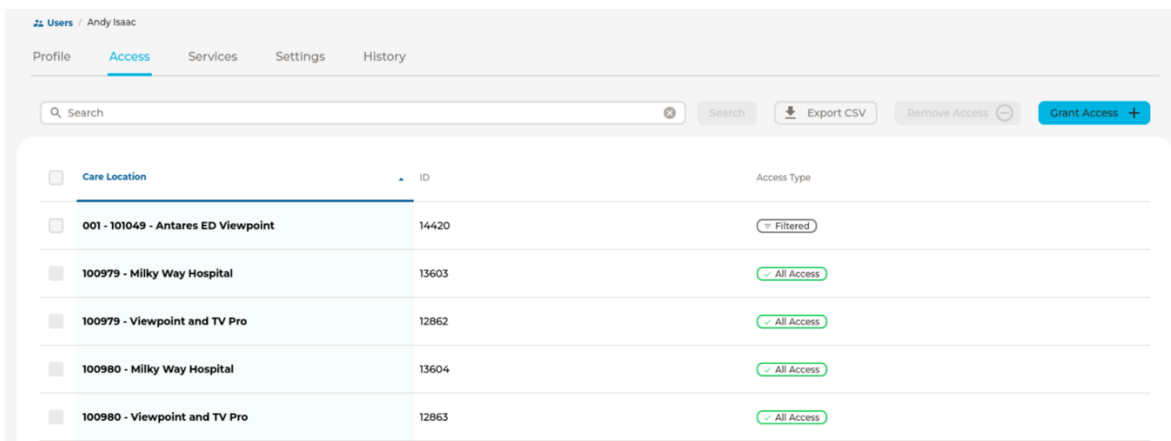 Users / Andy Isaac
Profile Access Services Settings History
Search Search Export CSV Remove Access Grant Access
Care Location ID Access Type
001 - 101049 - Antares ED Viewpoint 14420 Filtered
100979 - Milky Way Hospital 13603 All Access
100979 - Viewpoint and TV Pro 12862 All Access
100980 - Milky Way Hospital 13604 All Access
100980 - Viewpoint and TV Pro 12863 All Access